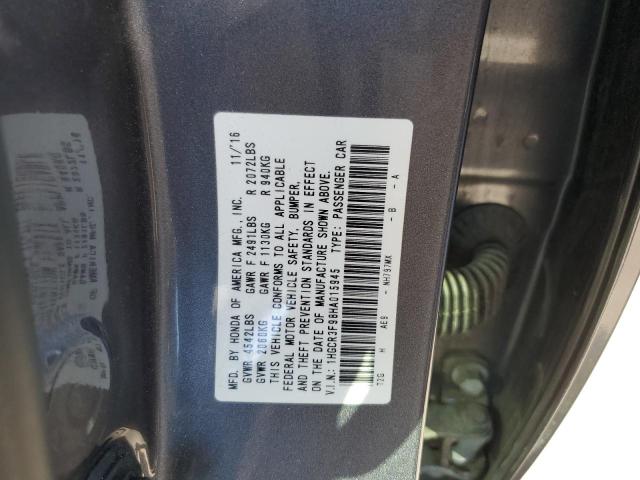 MFD. BY HONDA OF AMERICA MFG., INC. 11/16
GVWR 4542LBS GAWR F 2491LBS R 2072LBS
GVWR 2060KG GAWR F 1130KG R 940KG
THIS VEHICLE CONFORMS TO ALL APPLICABLE
FEDERAL MOTOR VEHICLE SAFETY, BUMPER,
AND THEFT PREVENTION STANDARDS IN EFFECT
ON THE DATE OF MANUFACTURE SHOWN ABOVE.
V.I.N.: 1HGCR3F98HA015945 TYPE: PASSENGER CAR
T2G H AE9 - NH797MX - B - A